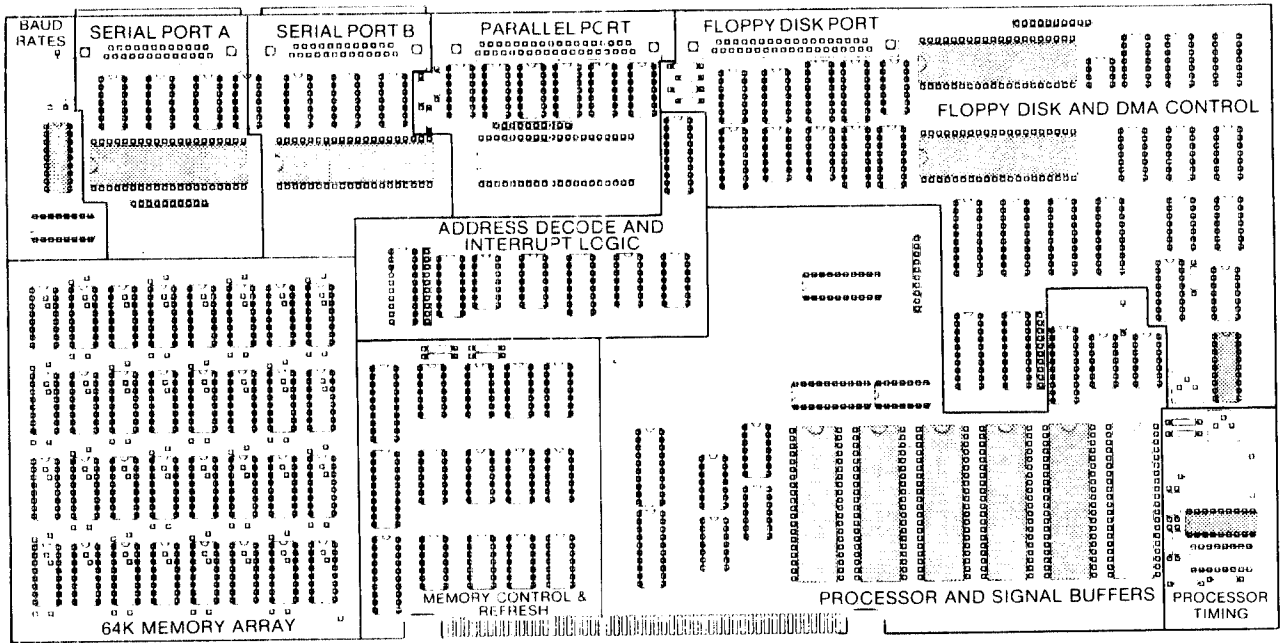 BAUD
RATES
SERIAL PORT A
SERIAL PORT B
PARALLEL PORT
FLOPPY DISK PORT
FLOPPY DISK AND DMA CONTROL
ADDRESS DECODE AND
INTERRUPT LOGIC
64K MEMORY ARRAY
MEMORY CONTROL &
REFRESH
PROCESSOR AND SIGNAL BUFFERS
PROCESSOR
TIMING